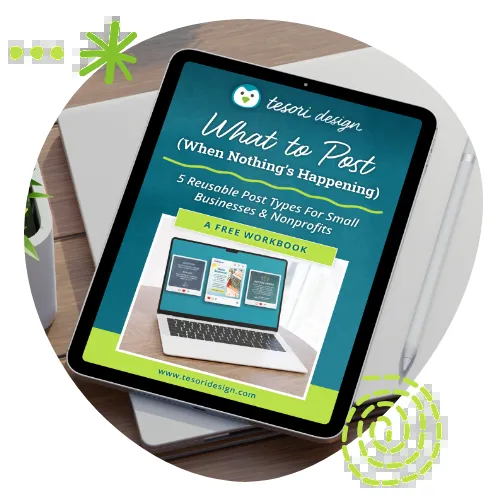 tesori design
What to Post
(When Nothing's Happening)
5 Reusable Post Types For Small
Businesses & Nonprofits
A FREE WORKBOOK
www.tesoridesign.com